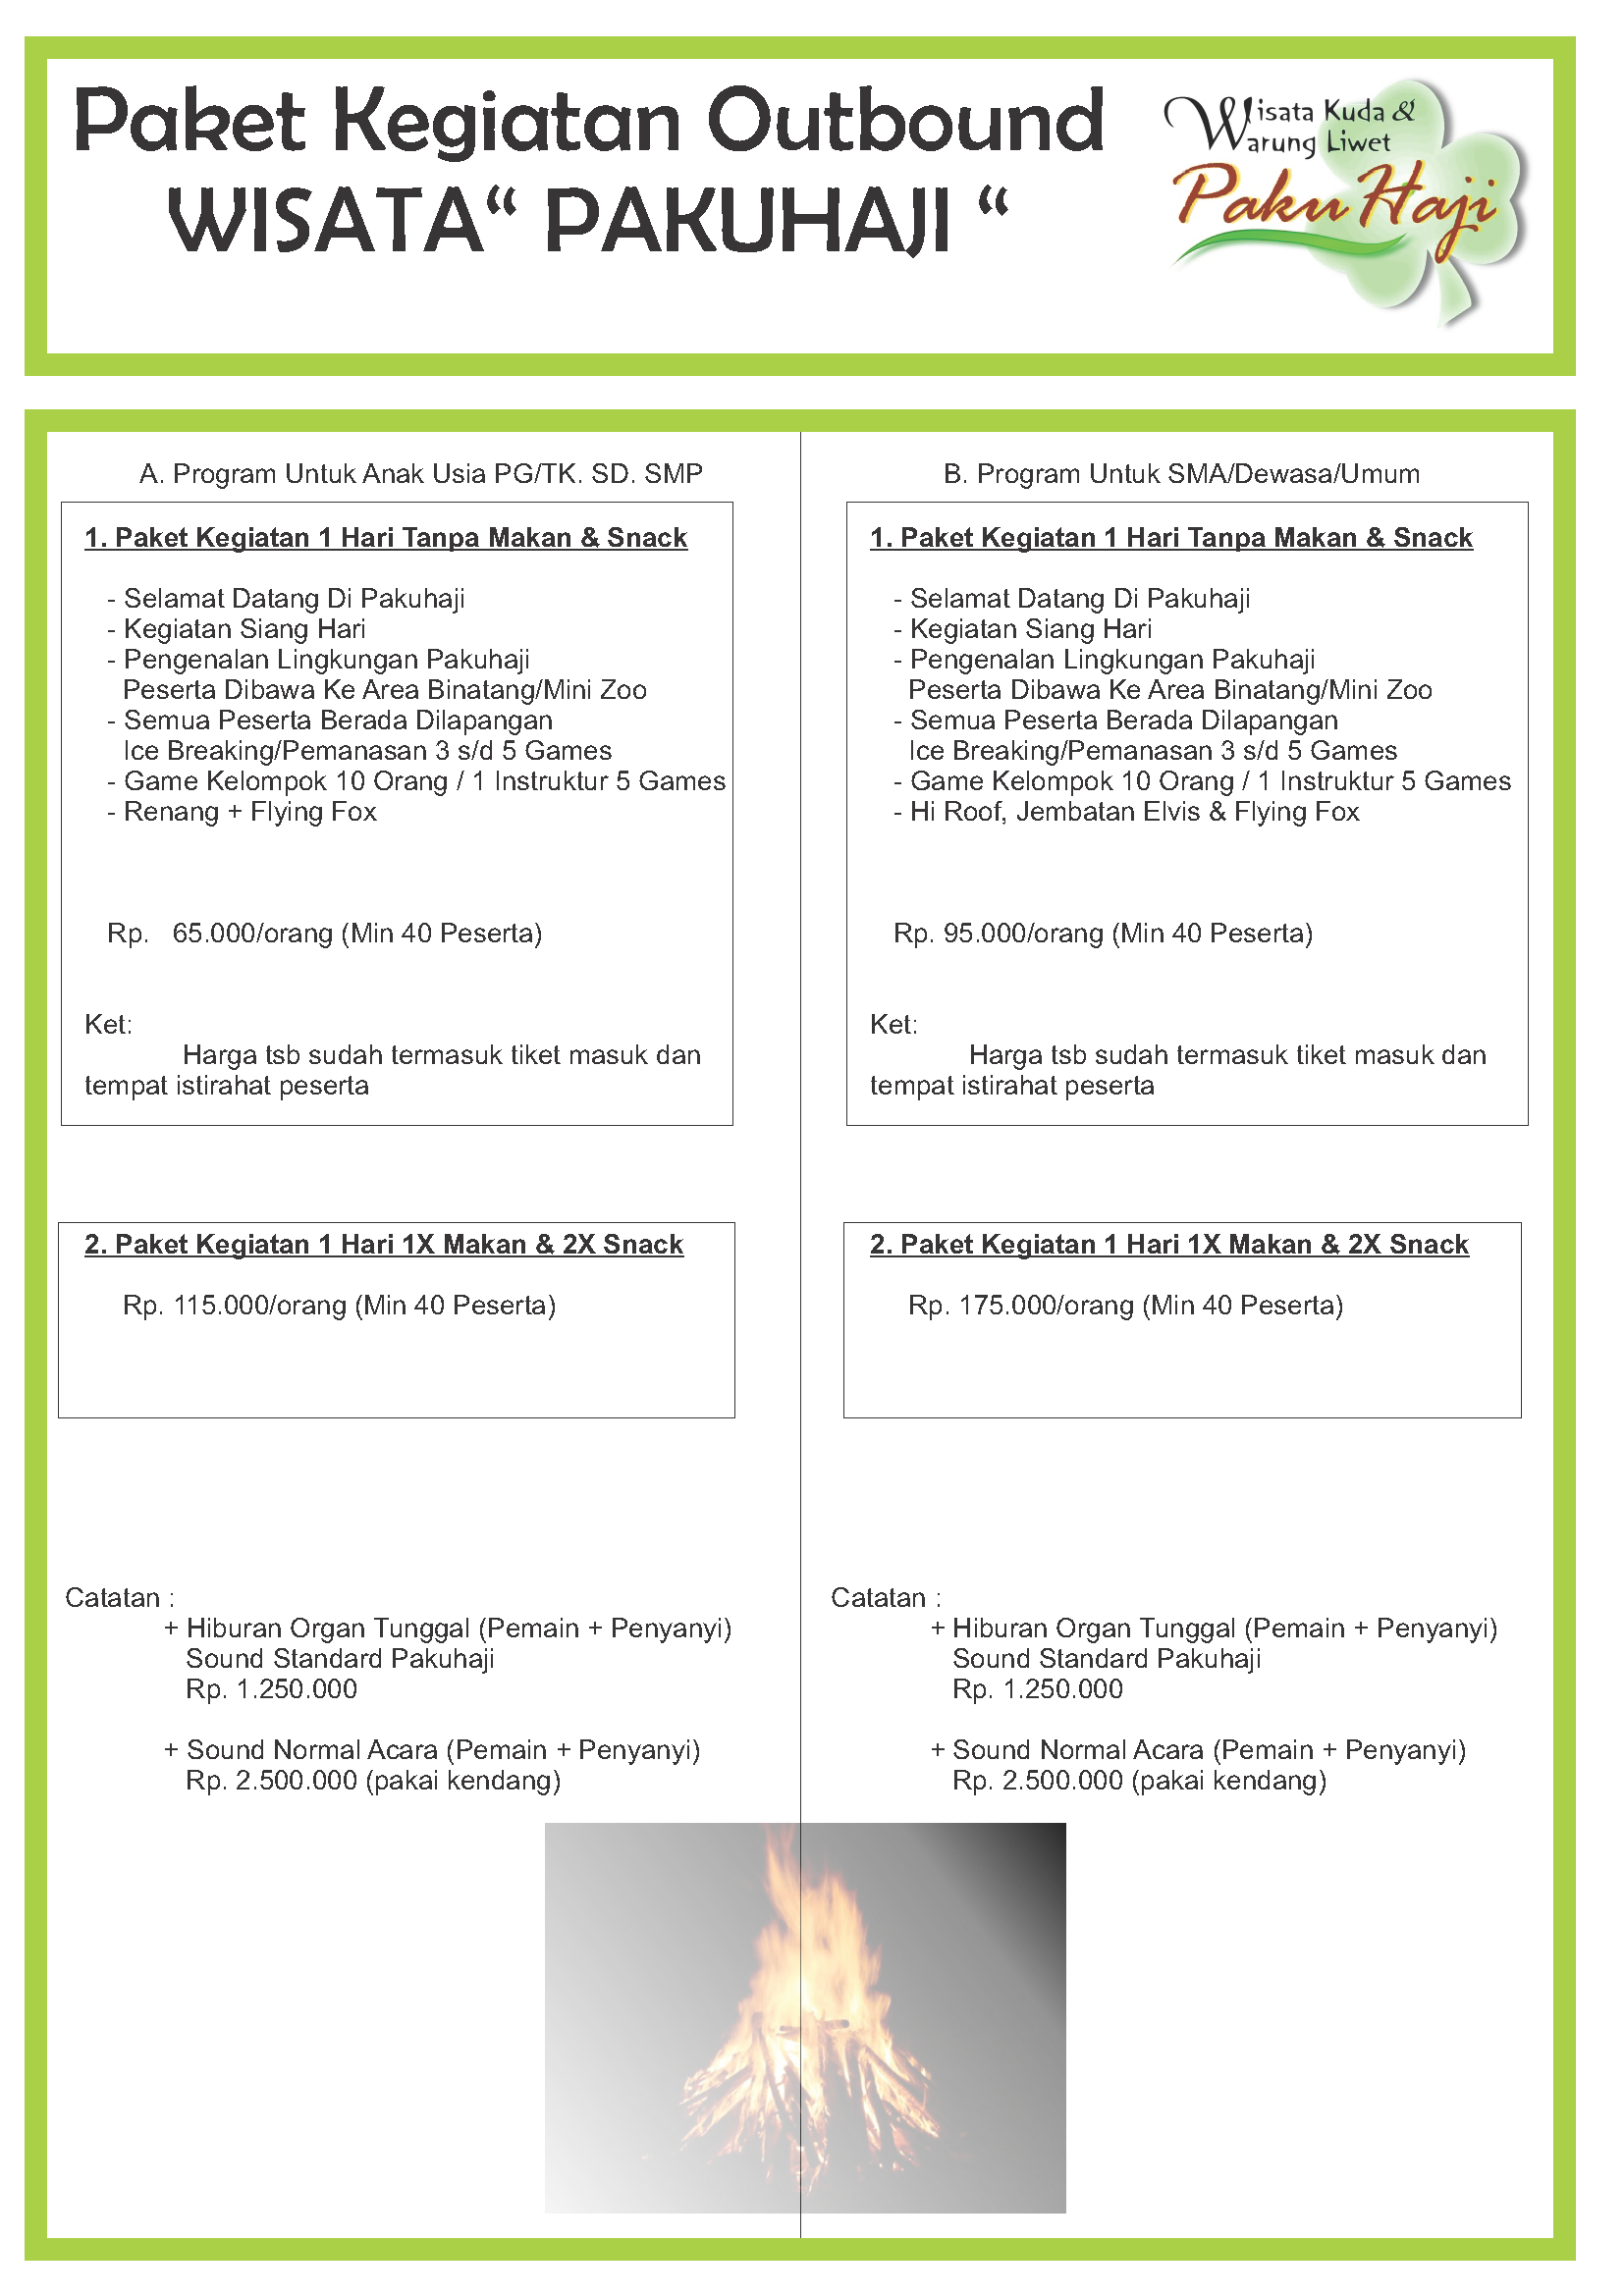 Paket Kegiatan Outbound
WISATA“ PAKUHAJI “
Wisata Kuda &
Warung Liwet
Paku Haji
A. Program Untuk Anak Usia PG/TK. SD. SMP
1. Paket Kegiatan 1 Hari Tanpa Makan & Snack
- Selamat Datang Di Pakuhaji
- Kegiatan Siang Hari
- Pengenalan Lingkungan Pakuhaji
Peserta Dibawa Ke Area Binatang/Mini Zoo
- Semua Peserta Berada Dilapangan
Ice Breaking/Pemanasan 3 s/d 5 Games
- Game Kelompok 10 Orang / 1 Instruktur 5 Games
- Renang + Flying Fox
Rp. 65.000/orang (Min 40 Peserta)
Ket:
Harga tsb sudah termasuk tiket masuk dan
tempat istirahat peserta
2. Paket Kegiatan 1 Hari 1X Makan & 2X Snack
Rp. 115.000/orang (Min 40 Peserta)
Catatan :
+ Hiburan Organ Tunggal (Pemain + Penyanyi)
Sound Standard Pakuhaji
Rp. 1.250.000
+ Sound Normal Acara (Pemain + Penyanyi)
Rp. 2.500.000 (pakai kendang)
B. Program Untuk SMA/Dewasa/Umum
1. Paket Kegiatan 1 Hari Tanpa Makan & Snack
- Selamat Datang Di Pakuhaji
- Kegiatan Siang Hari
- Pengenalan Lingkungan Pakuhaji
Peserta Dibawa Ke Area Binatang/Mini Zoo
- Semua Peserta Berada Dilapangan
Ice Breaking/Pemanasan 3 s/d 5 Games
- Game Kelompok 10 Orang / 1 Instruktur 5 Games
- Hi Roof, Jembatan Elvis & Flying Fox
Rp. 95.000/orang (Min 40 Peserta)
Ket:
Harga tsb sudah termasuk tiket masuk dan
tempat istirahat peserta
2. Paket Kegiatan 1 Hari 1X Makan & 2X Snack
Rp. 175.000/orang (Min 40 Peserta)
Catatan :
+ Hiburan Organ Tunggal (Pemain + Penyanyi)
Sound Standard Pakuhaji
Rp. 1.250.000
+ Sound Normal Acara (Pemain + Penyanyi)
Rp. 2.500.000 (pakai kendang)